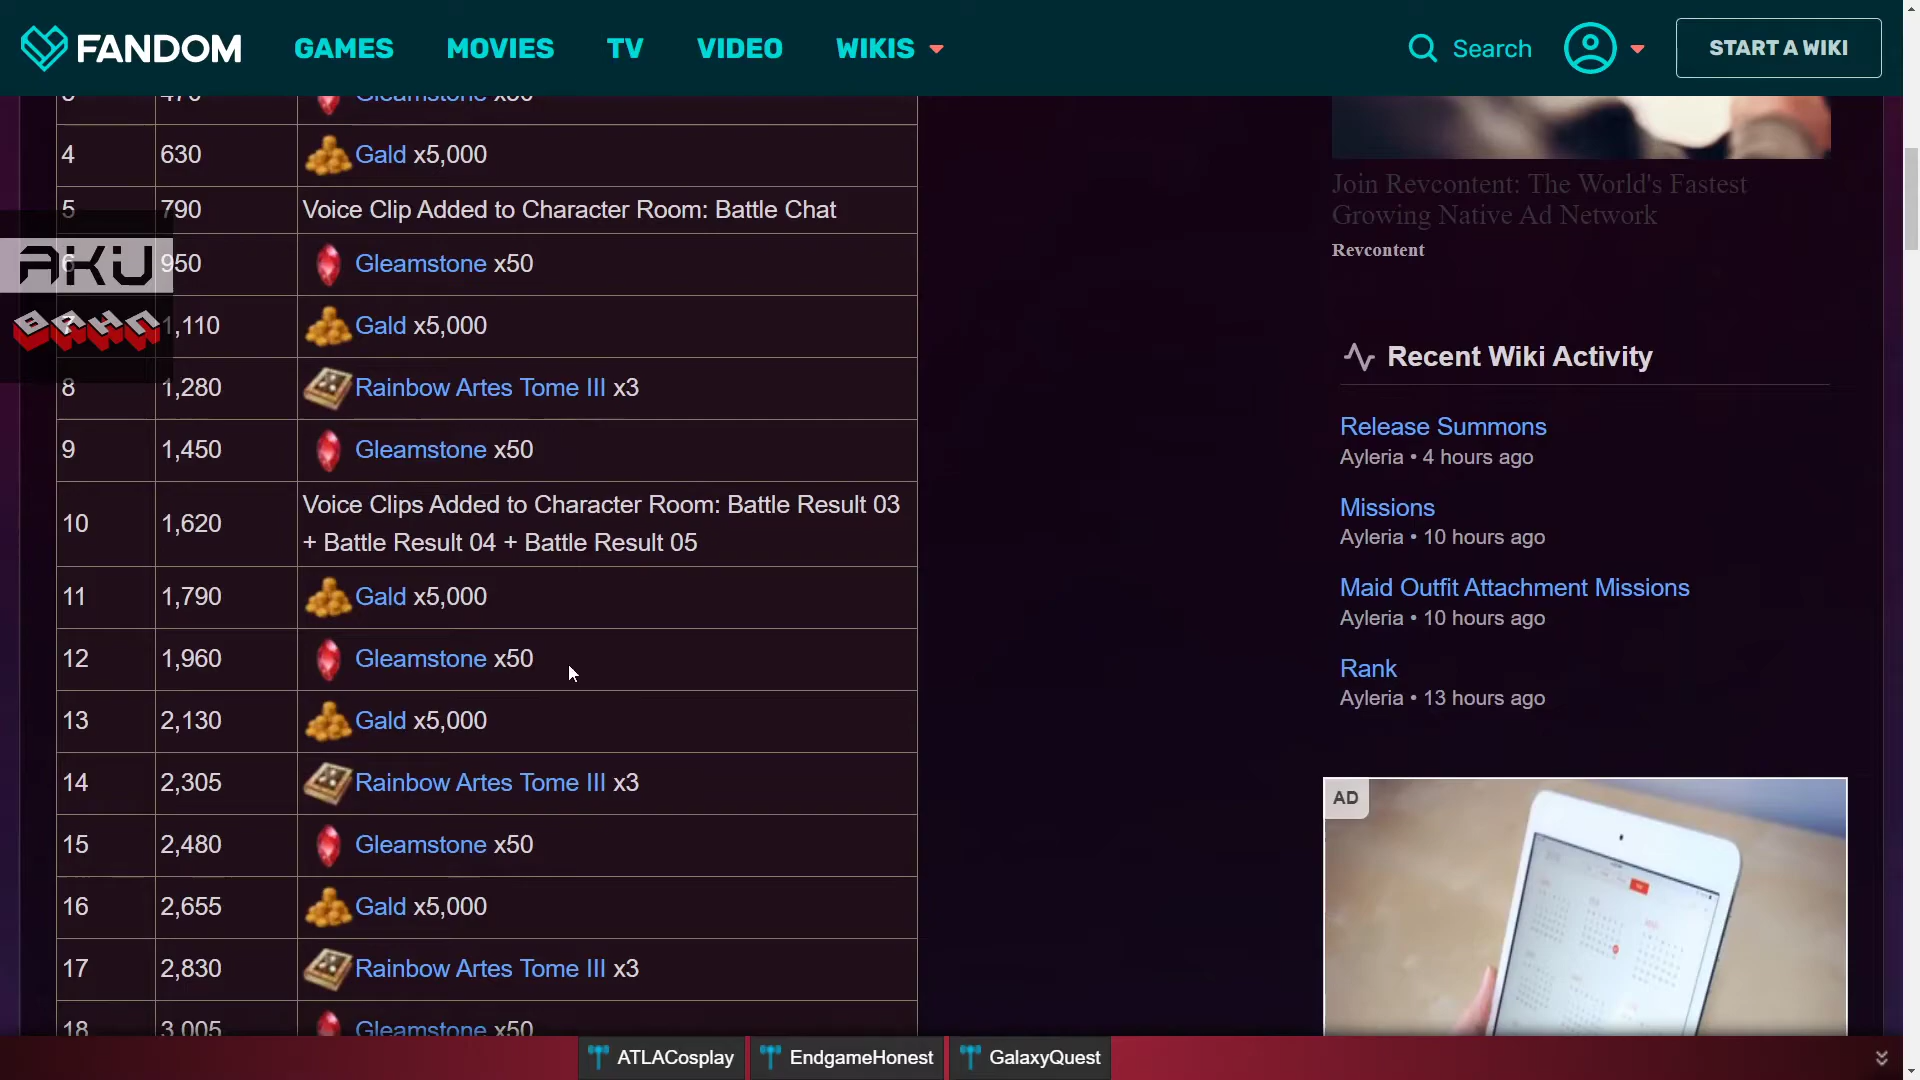 FANDOM
GAMES
MOVIES
TV
VIDEO
WIKIS
Search
START A WIKI
3 470 Gleamstone x50
4 630 Gald x5,000
5 790 Voice Clip Added to Character Room: Battle Chat
6 950 Gleamstone x50
7 1,110 Gald x5,000
8 1,280 Rainbow Artes Tome III x3
9 1,450 Gleamstone x50
10 1,620 Voice Clips Added to Character Room: Battle Result 03
+ Battle Result 04 + Battle Result 05
11 1,790 Gald x5,000
12 1,960 Gleamstone x50
13 2,130 Gald x5,000
14 2,305 Rainbow Artes Tome III x3
15 2,480 Gleamstone x50
16 2,655 Gald x5,000
17 2,830 Rainbow Artes Tome III x3
18 3,005 Gleamstone x50
AKU
Join Revcontent: The World's Fastest
Growing Native Ad Network
Revcontent
Recent Wiki Activity
Release Summons
Ayleria • 4 hours ago
Missions
Ayleria • 10 hours ago
Maid Outfit Attachment Missions
Ayleria • 10 hours ago
Rank
Ayleria • 13 hours ago
AD
ATLACosplay
EndgameHonest
GalaxyQuest